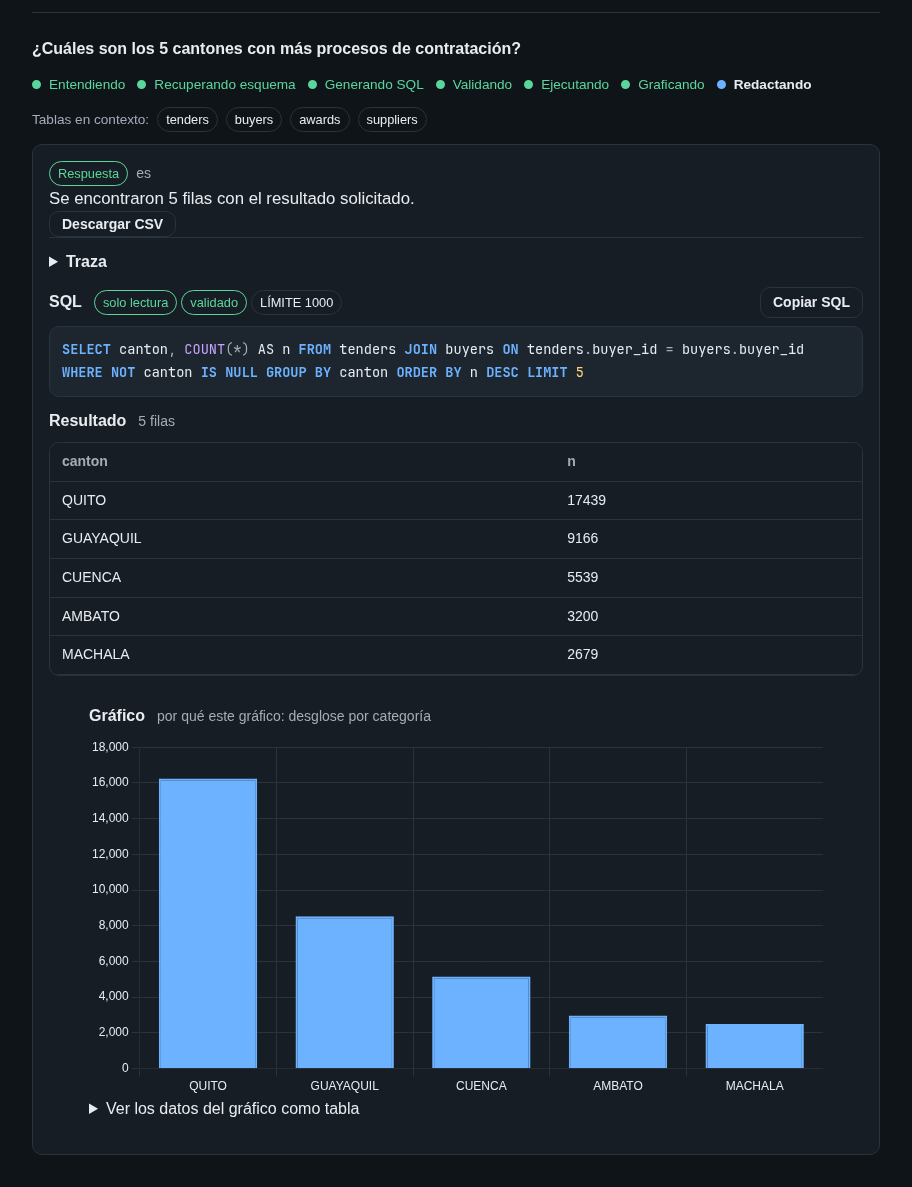 ¿Cuáles son los 5 cantones con más procesos de contratación?
Entendiendo Recuperando esquema Generando SQL Validando Ejecutando Graficando Redactando
Tablas en contexto: tenders buyers awards suppliers
Respuesta es
Se encontraron 5 filas con el resultado solicitado.
Descargar CSV
Traza
SQL solo lectura validado LÍMITE 1000 Copiar SQL
SELECT canton, COUNT(*) AS n FROM tenders JOIN buyers ON tenders.buyer_id = buyers.buyer_id
WHERE NOT canton IS NULL GROUP BY canton ORDER BY n DESC LIMIT 5
Resultado 5 filas
canton n
QUITO 17439
GUAYAQUIL 9166
CUENCA 5539
AMBATO 3200
MACHALA 2679
Gráfico por qué este gráfico: desglose por categoría
18,000
16,000
14,000
12,000
10,000
8,000
6,000
4,000
2,000
0
QUITO GUAYAQUIL CUENCA AMBATO MACHALA
Ver los datos del gráfico como tabla